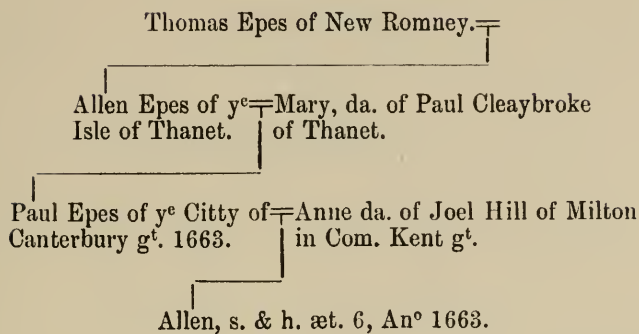 Thomas Epes of New Romney.
Allen Epes of yᵉ Mary, da. of Paul Cleaybroke
Isle of Thanet. of Thanet.
Paul Epes of yᵉ Citty of Anne da. of Joel Hill of Milton
Canterbury gᵗ. 1663. in Com. Kent gᵗ.
Allen, s. & h. æt. 6, Anᵒ 1663.